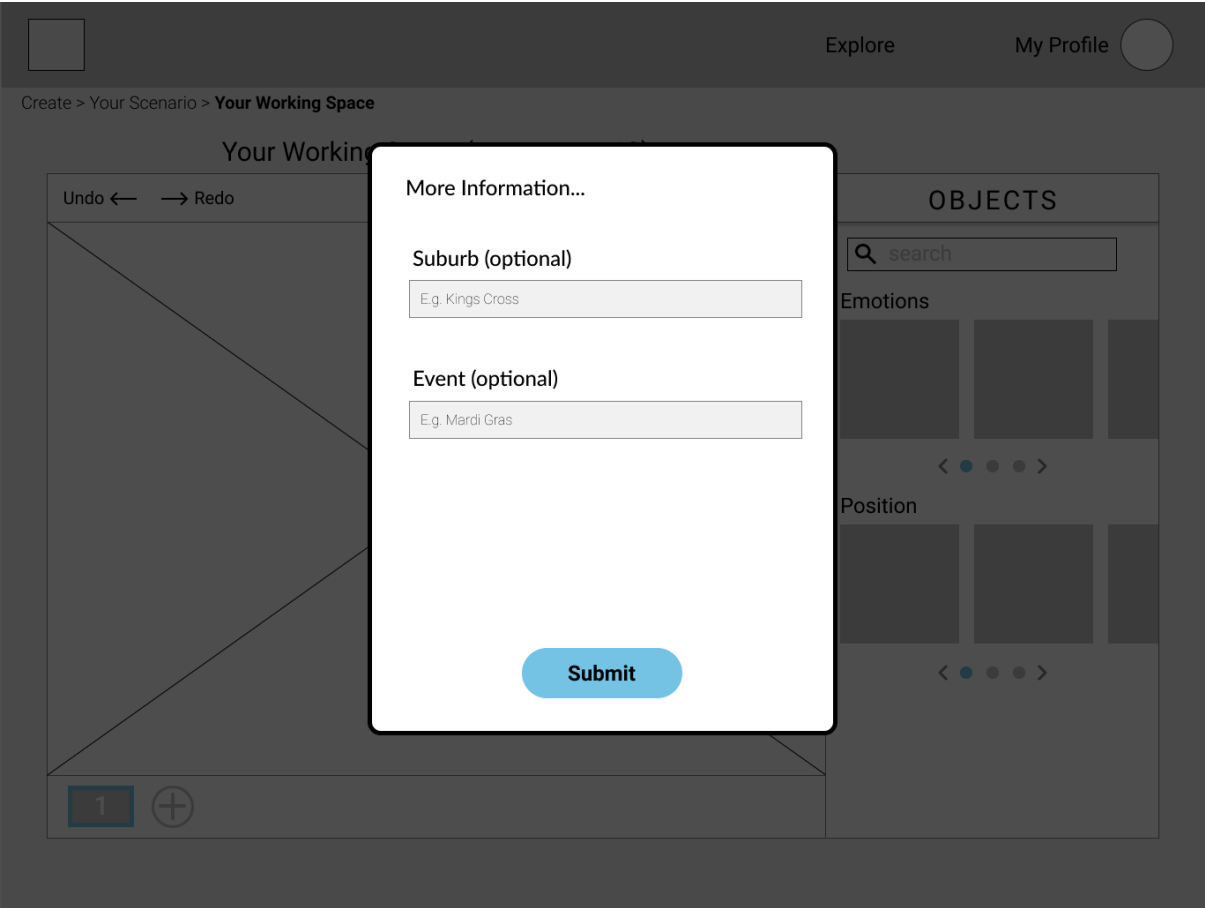 Explore
My Profile
Create > Your Scenario > Your Working Space
Your Working
Undo
Redo
OBJECTS
search
Emotions
Position
More Information...
Suburb (optional)
E.g. Kings Cross
Event (optional)
E.g. Mardi Gras
Submit
1